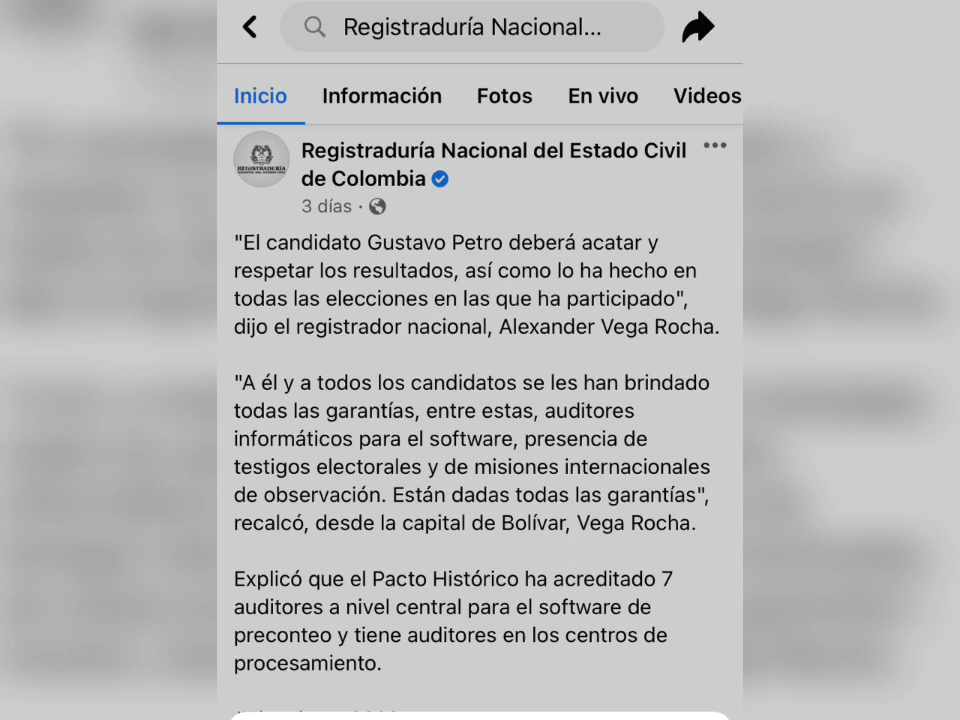 Registraduría Nacional...
Inicio Información Fotos En vivo Videos
Registraduría Nacional del Estado Civil
de Colombia
3 días ·
REGISTRADURÍA
"El candidato Gustavo Petro deberá acatar y
respetar los resultados, así como lo ha hecho en
todas las elecciones en las que ha participado",
dijo el registrador nacional, Alexander Vega Rocha.
"A él y a todos los candidatos se les han brindado
todas las garantías, entre estas, auditores
informáticos para el software, presencia de
testigos electorales y de misiones internacionales
de observación. Están dadas todas las garantías",
recalcó, desde la capital de Bolívar, Vega Rocha.
Explicó que el Pacto Histórico ha acreditado 7
auditores a nivel central para el software de
preconteo y tiene auditores en los centros de
procesamiento.